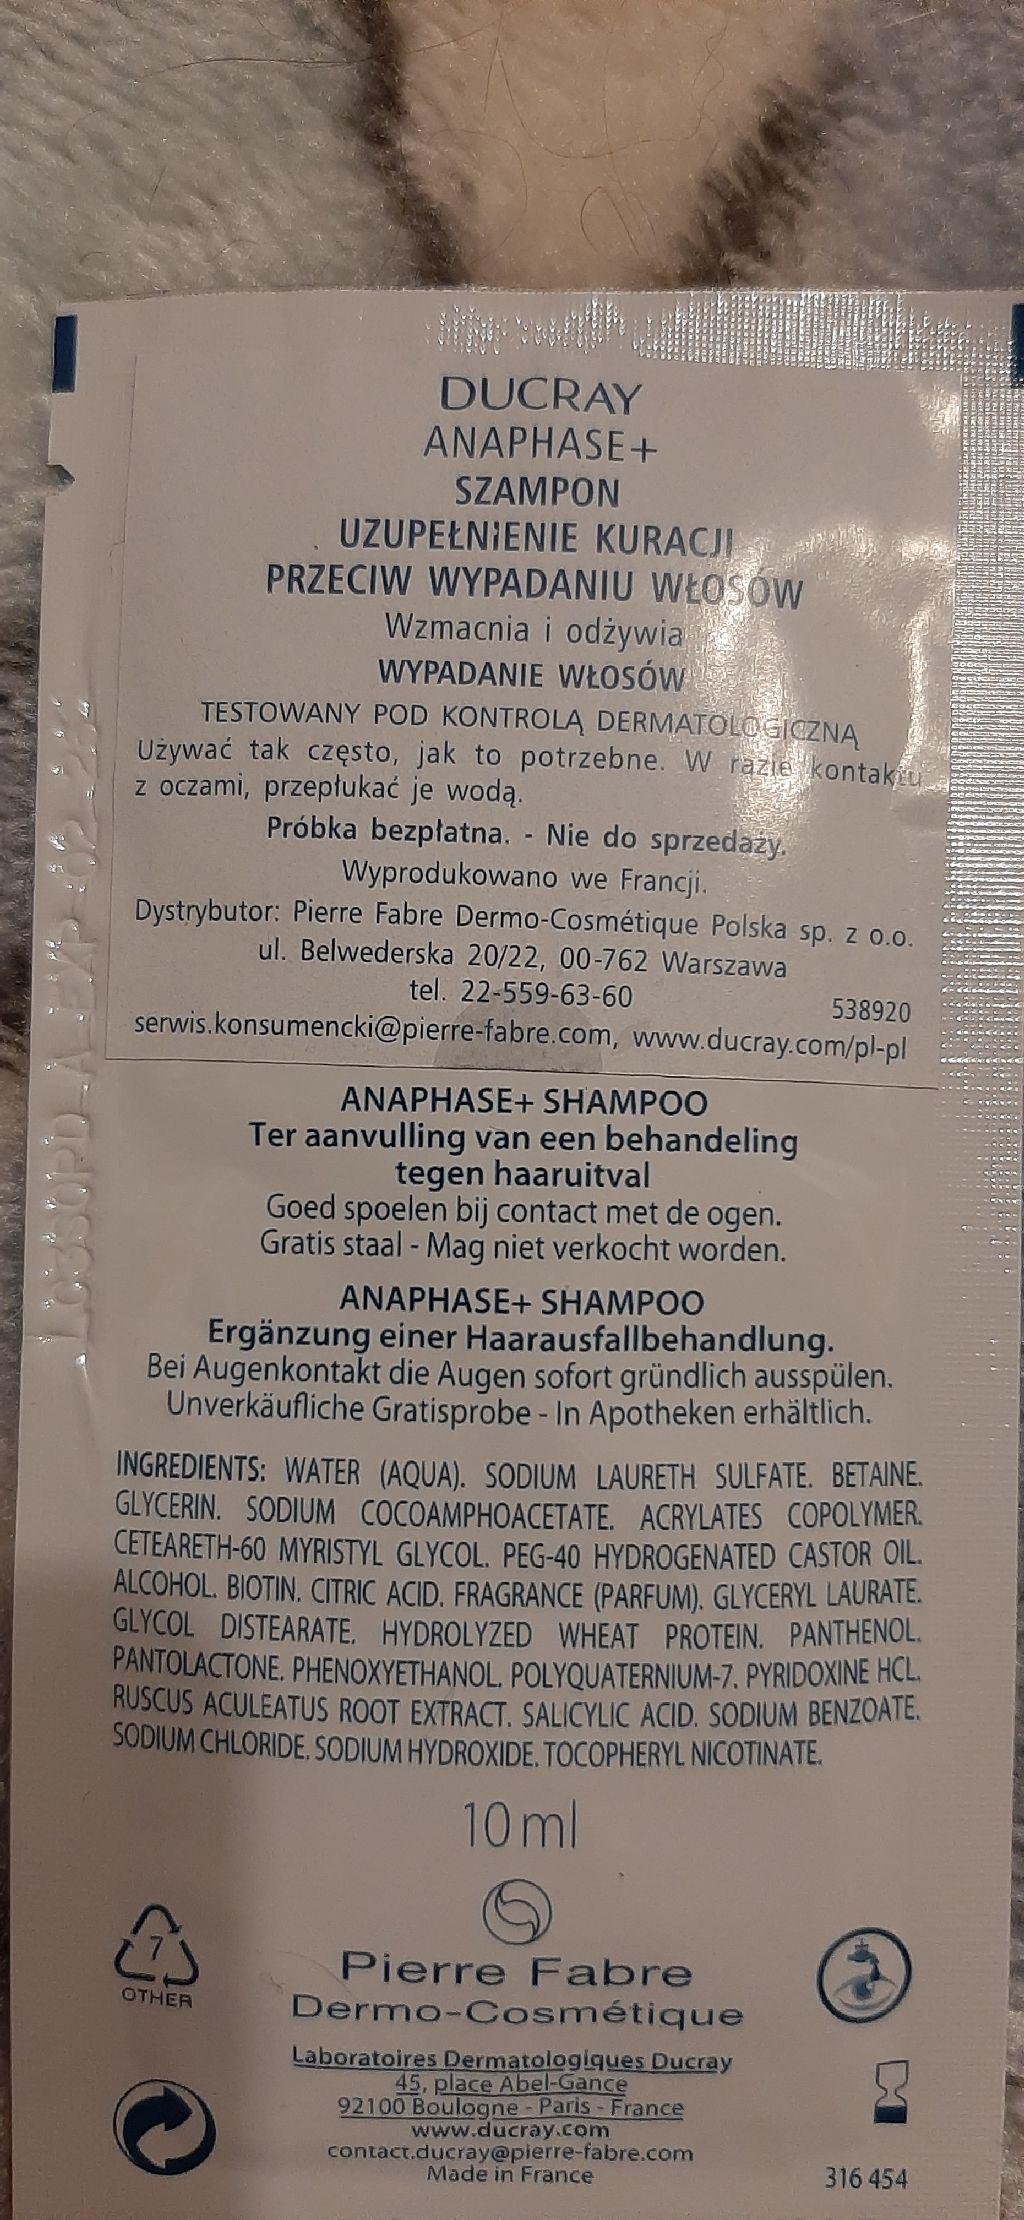 DUCRAY
ANAPHASE+
SZAMPON
UZUPEŁNIENIE KURACJI
PRZECIW WYPADANIU WŁOSÓW
Wzmacnia i odżywia
WYPADANIE WŁOSÓW
TESTOWANY POD KONTROLĄ DERMATOLOGICZNĄ
Używać tak często, jak to potrzebne. W razie kontaktu
z oczami, przepłukać je wodą.
Próbka bezpłatna. - Nie do sprzedaży.
Wyprodukowano we Francji.
Dystrybutor: Pierre Fabre Dermo-Cosmétique Polska sp. z o.o.
ul. Belwederska 20/22, 00-762 Warszawa
tel. 22-559-63-60
538920
serwis.konsumencki@pierre-fabre.com, www.ducray.com/pl-pl
ANAPHASE+ SHAMPOO
Ter aanvulling van een behandeling
tegen haaruitval
Goed spoelen bij contact met de ogen.
Gratis staal - Mag niet verkocht worden.
ANAPHASE+ SHAMPOO
Ergänzung einer Haarausfallbehandlung.
Bei Augenkontakt die Augen sofort gründlich ausspülen.
Unverkäufliche Gratisprobe - In Apotheken erhältlich.
INGREDIENTS: WATER (AQUA). SODIUM LAURETH SULFATE. BETAINE.
GLYCERIN. SODIUM COCOAMPHOACETATE. ACRYLATES COPOLYMER.
CETEARETH-60 MYRISTYL GLYCOL. PEG-40 HYDROGENATED CASTOR OIL.
ALCOHOL. BIOTIN. CITRIC ACID. FRAGRANCE (PARFUM). GLYCERYL LAURATE.
GLYCOL DISTEARATE. HYDROLYZED WHEAT PROTEIN. PANTHENOL.
PANTOLACTONE. PHENOXYETHANOL. POLYQUATERNIUM-7. PYRIDOXINE HCL.
RUSCUS ACULEATUS ROOT EXTRACT. SALICYLIC ACID. SODIUM BENZOATE.
SODIUM CHLORIDE. SODIUM HYDROXIDE. TOCOPHERYL NICOTINATE.
10 ml
7
OTHER
Pierre Fabre
Dermo-Cosmétique
Laboratoires Dermatologiques Ducray
45, place Abel-Gance
92100 Boulogne - Paris - France
www.ducray.com
contact.ducray@pierre-fabre.com
Made in France
316 454
EXP